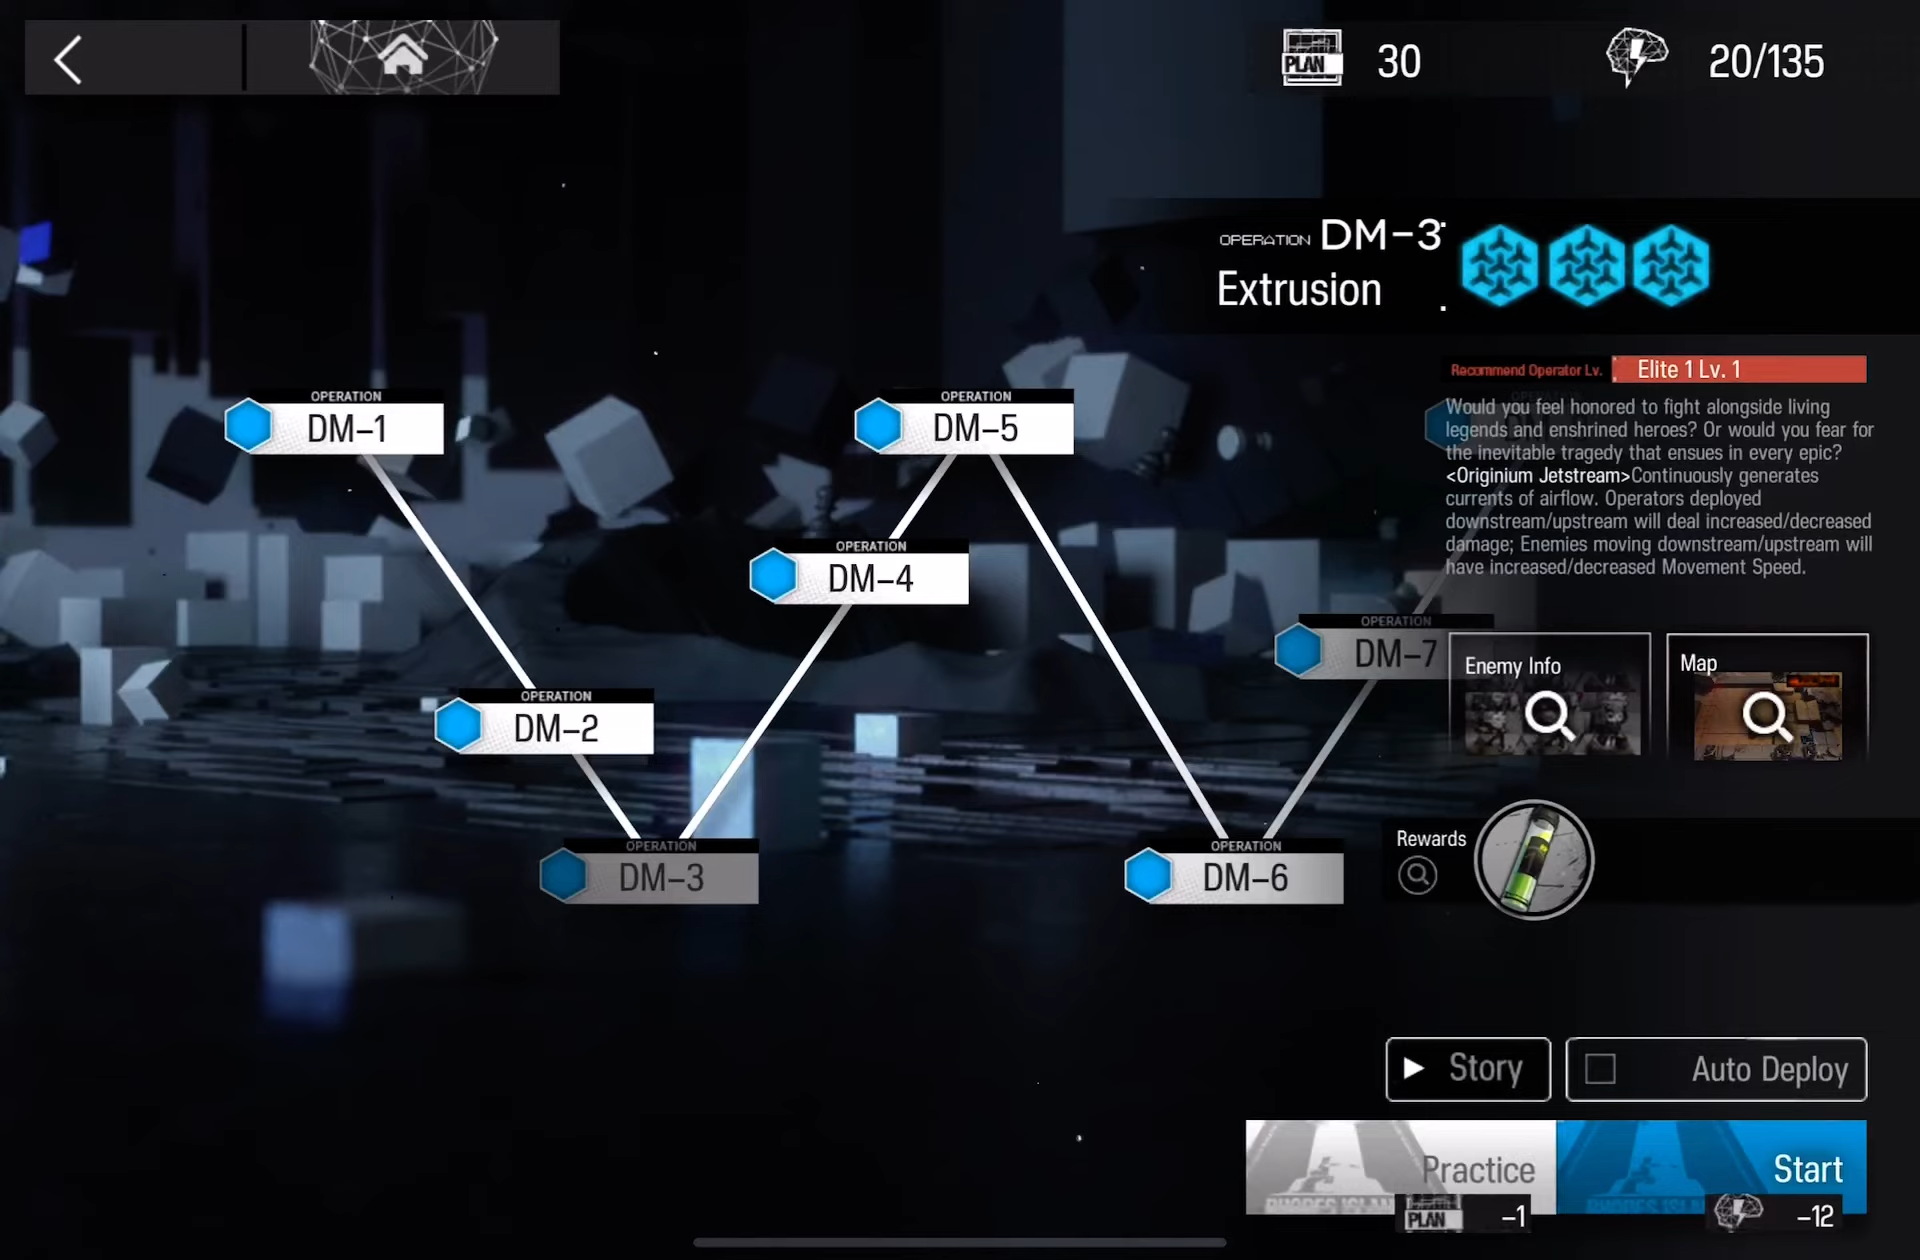 PLAN 30
20/135
OPERATION DM-3
Extrusion
Recommend Operator Lv. Elite 1 Lv. 1
Would you feel honored to fight alongside living
legends and enshrined heroes? Or would you fear for
the inevitable tragedy that ensues in every epic?
<Originium Jetstream>Continuously generates
currents of airflow. Operators deployed
downstream/upstream will deal increased/decreased
damage; Enemies moving downstream/upstream will
have increased/decreased Movement Speed.
OPERATION
DM-1
OPERATION
DM-5
OPERATION
DM-4
OPERATION
DM-7
OPERATION
DM-2
OPERATION
DM-3
OPERATION
DM-6
Enemy Info
Map
Rewards
Story
Auto Deploy
Practice
PLAN -1
Start
-12